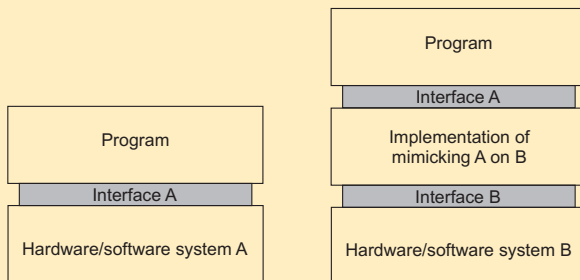 Program
Interface A
Hardware/software system A
Program
Interface A
Implementation of
mimicking A on B
Interface B
Hardware/software system B